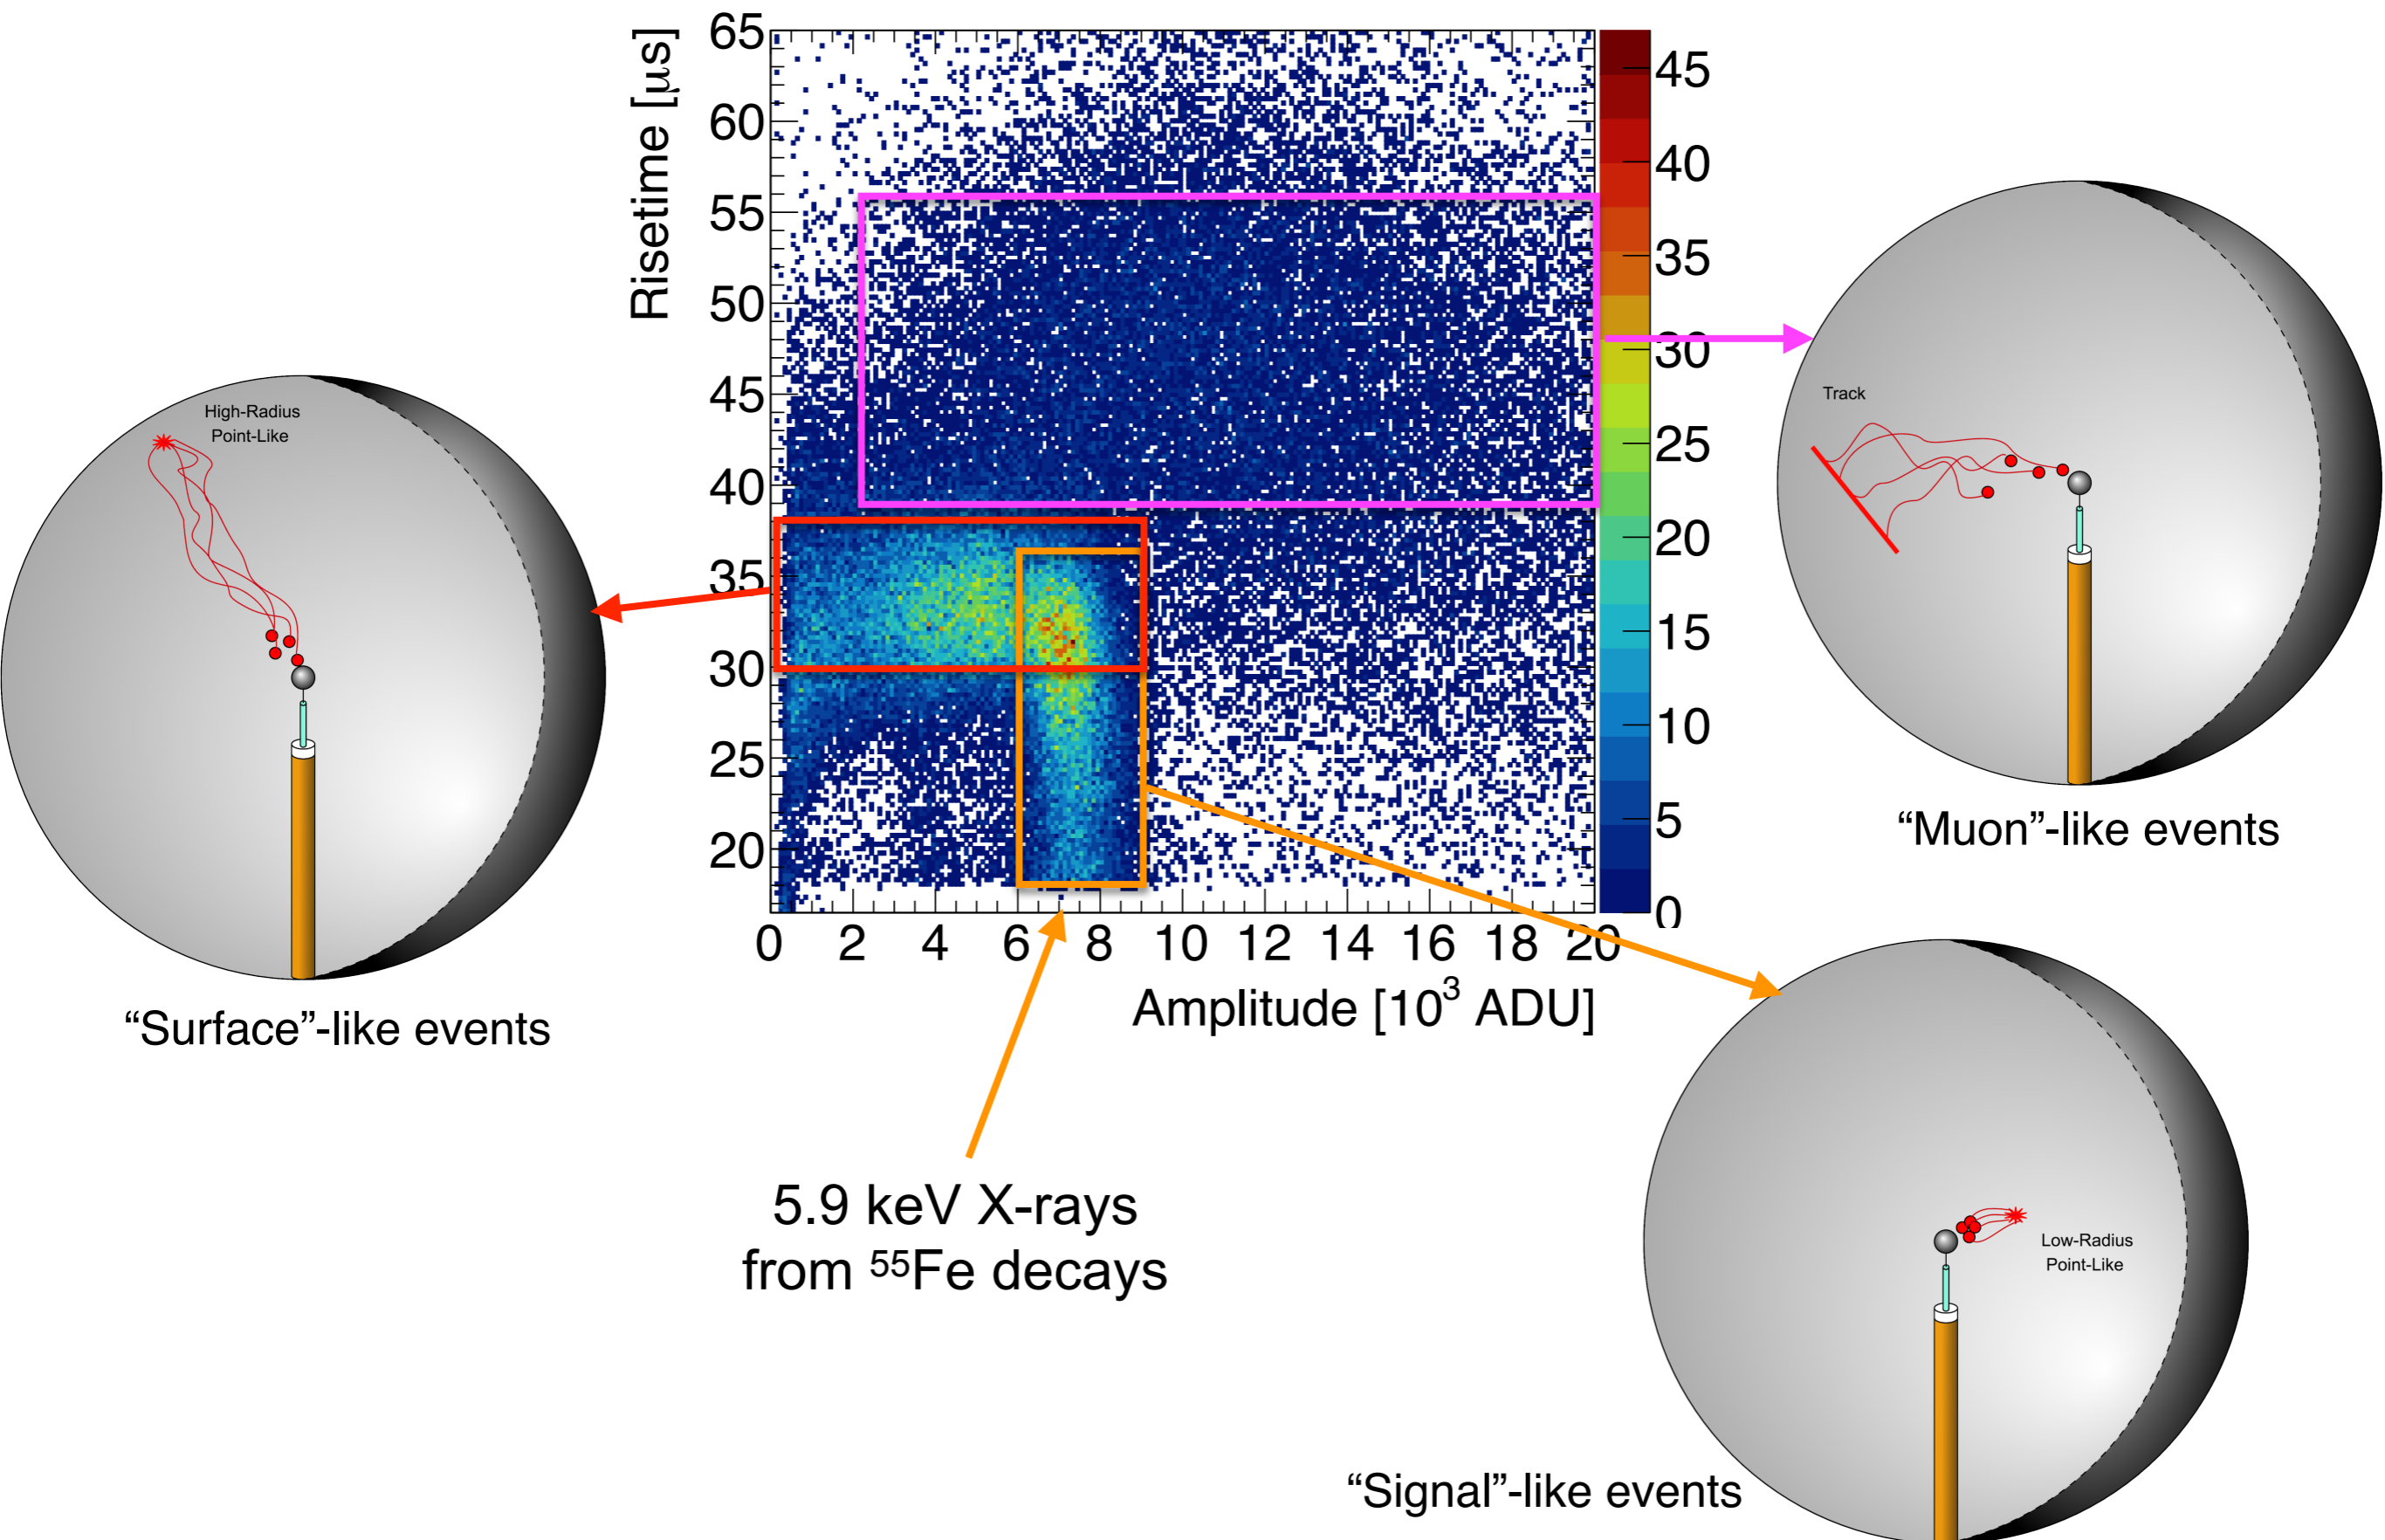 Risetime [μs]
65
60
55
50
45
40
35
30
25
20
0 2 4 6 8 10 12 14 16 18 20
Amplitude [10³ ADU]
45
40
35
30
25
20
15
10
5
0
High-Radius
Point-Like
“Surface”-like events
Track
“Muon”-like events
5.9 keV X-rays
from ⁵⁵Fe decays
Low-Radius
Point-Like
“Signal”-like events